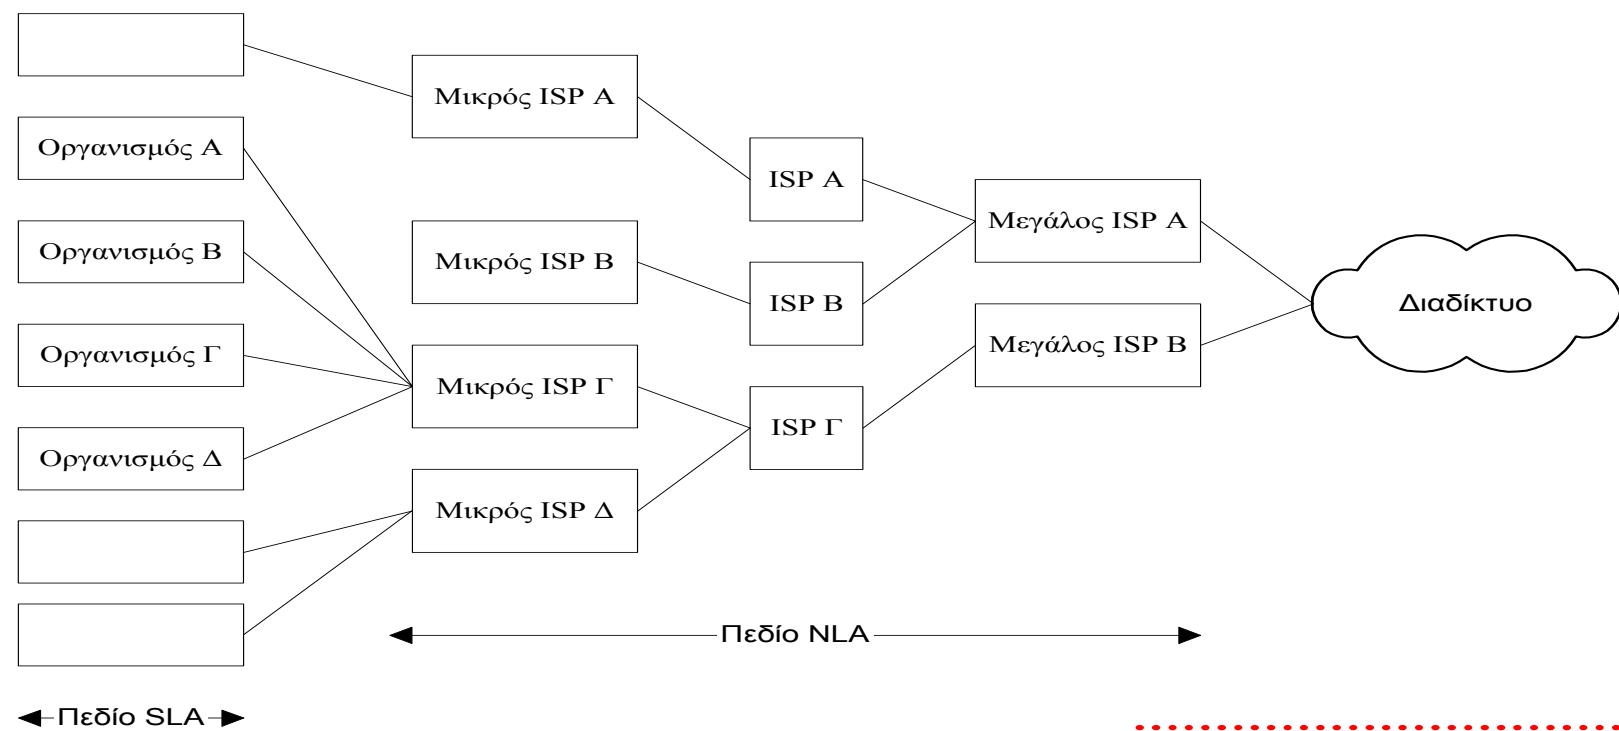 Μικρός ISP Α
Οργανισμός Α
ISP Α
Μεγάλος ISP Α
Οργανισμός Β
Μικρός ISP Β
ISP Β
Διαδίκτυο
Οργανισμός Γ
Μεγάλος ISP Β
Μικρός ISP Γ
ISP Γ
Οργανισμός Δ
Μικρός ISP Δ
Πεδίο NLA
Πεδίο SLA